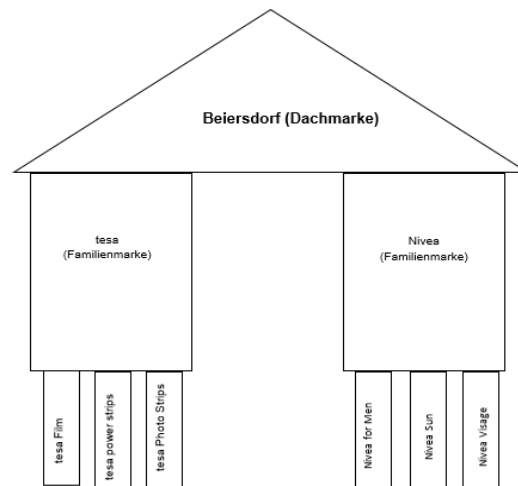 Beiersdorf (Dachmarke)
tesa
(Familienmarke)
Nivea
(Familienmarke)
tesa Film
tesa power strips
tesa Photo Strips
Nivea for Men
Nivea Sun
Nivea Visage